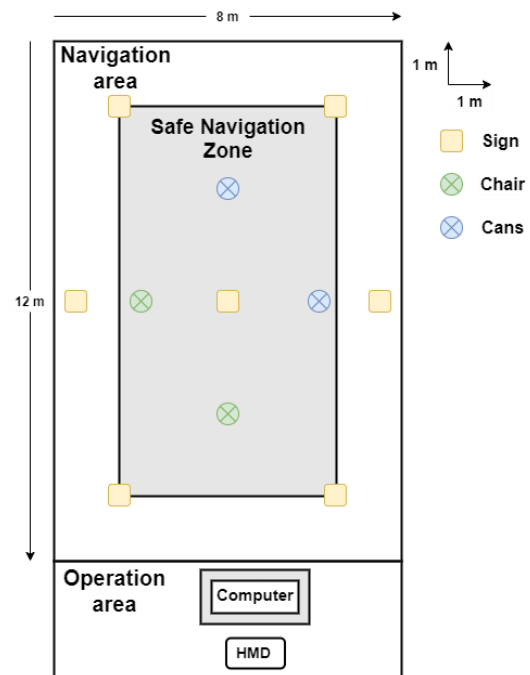 8 m
Navigation
area
1 m
1 m
Safe Navigation
Zone
Sign
Chair
Cans
12 m
Operation
area
Computer
HMD